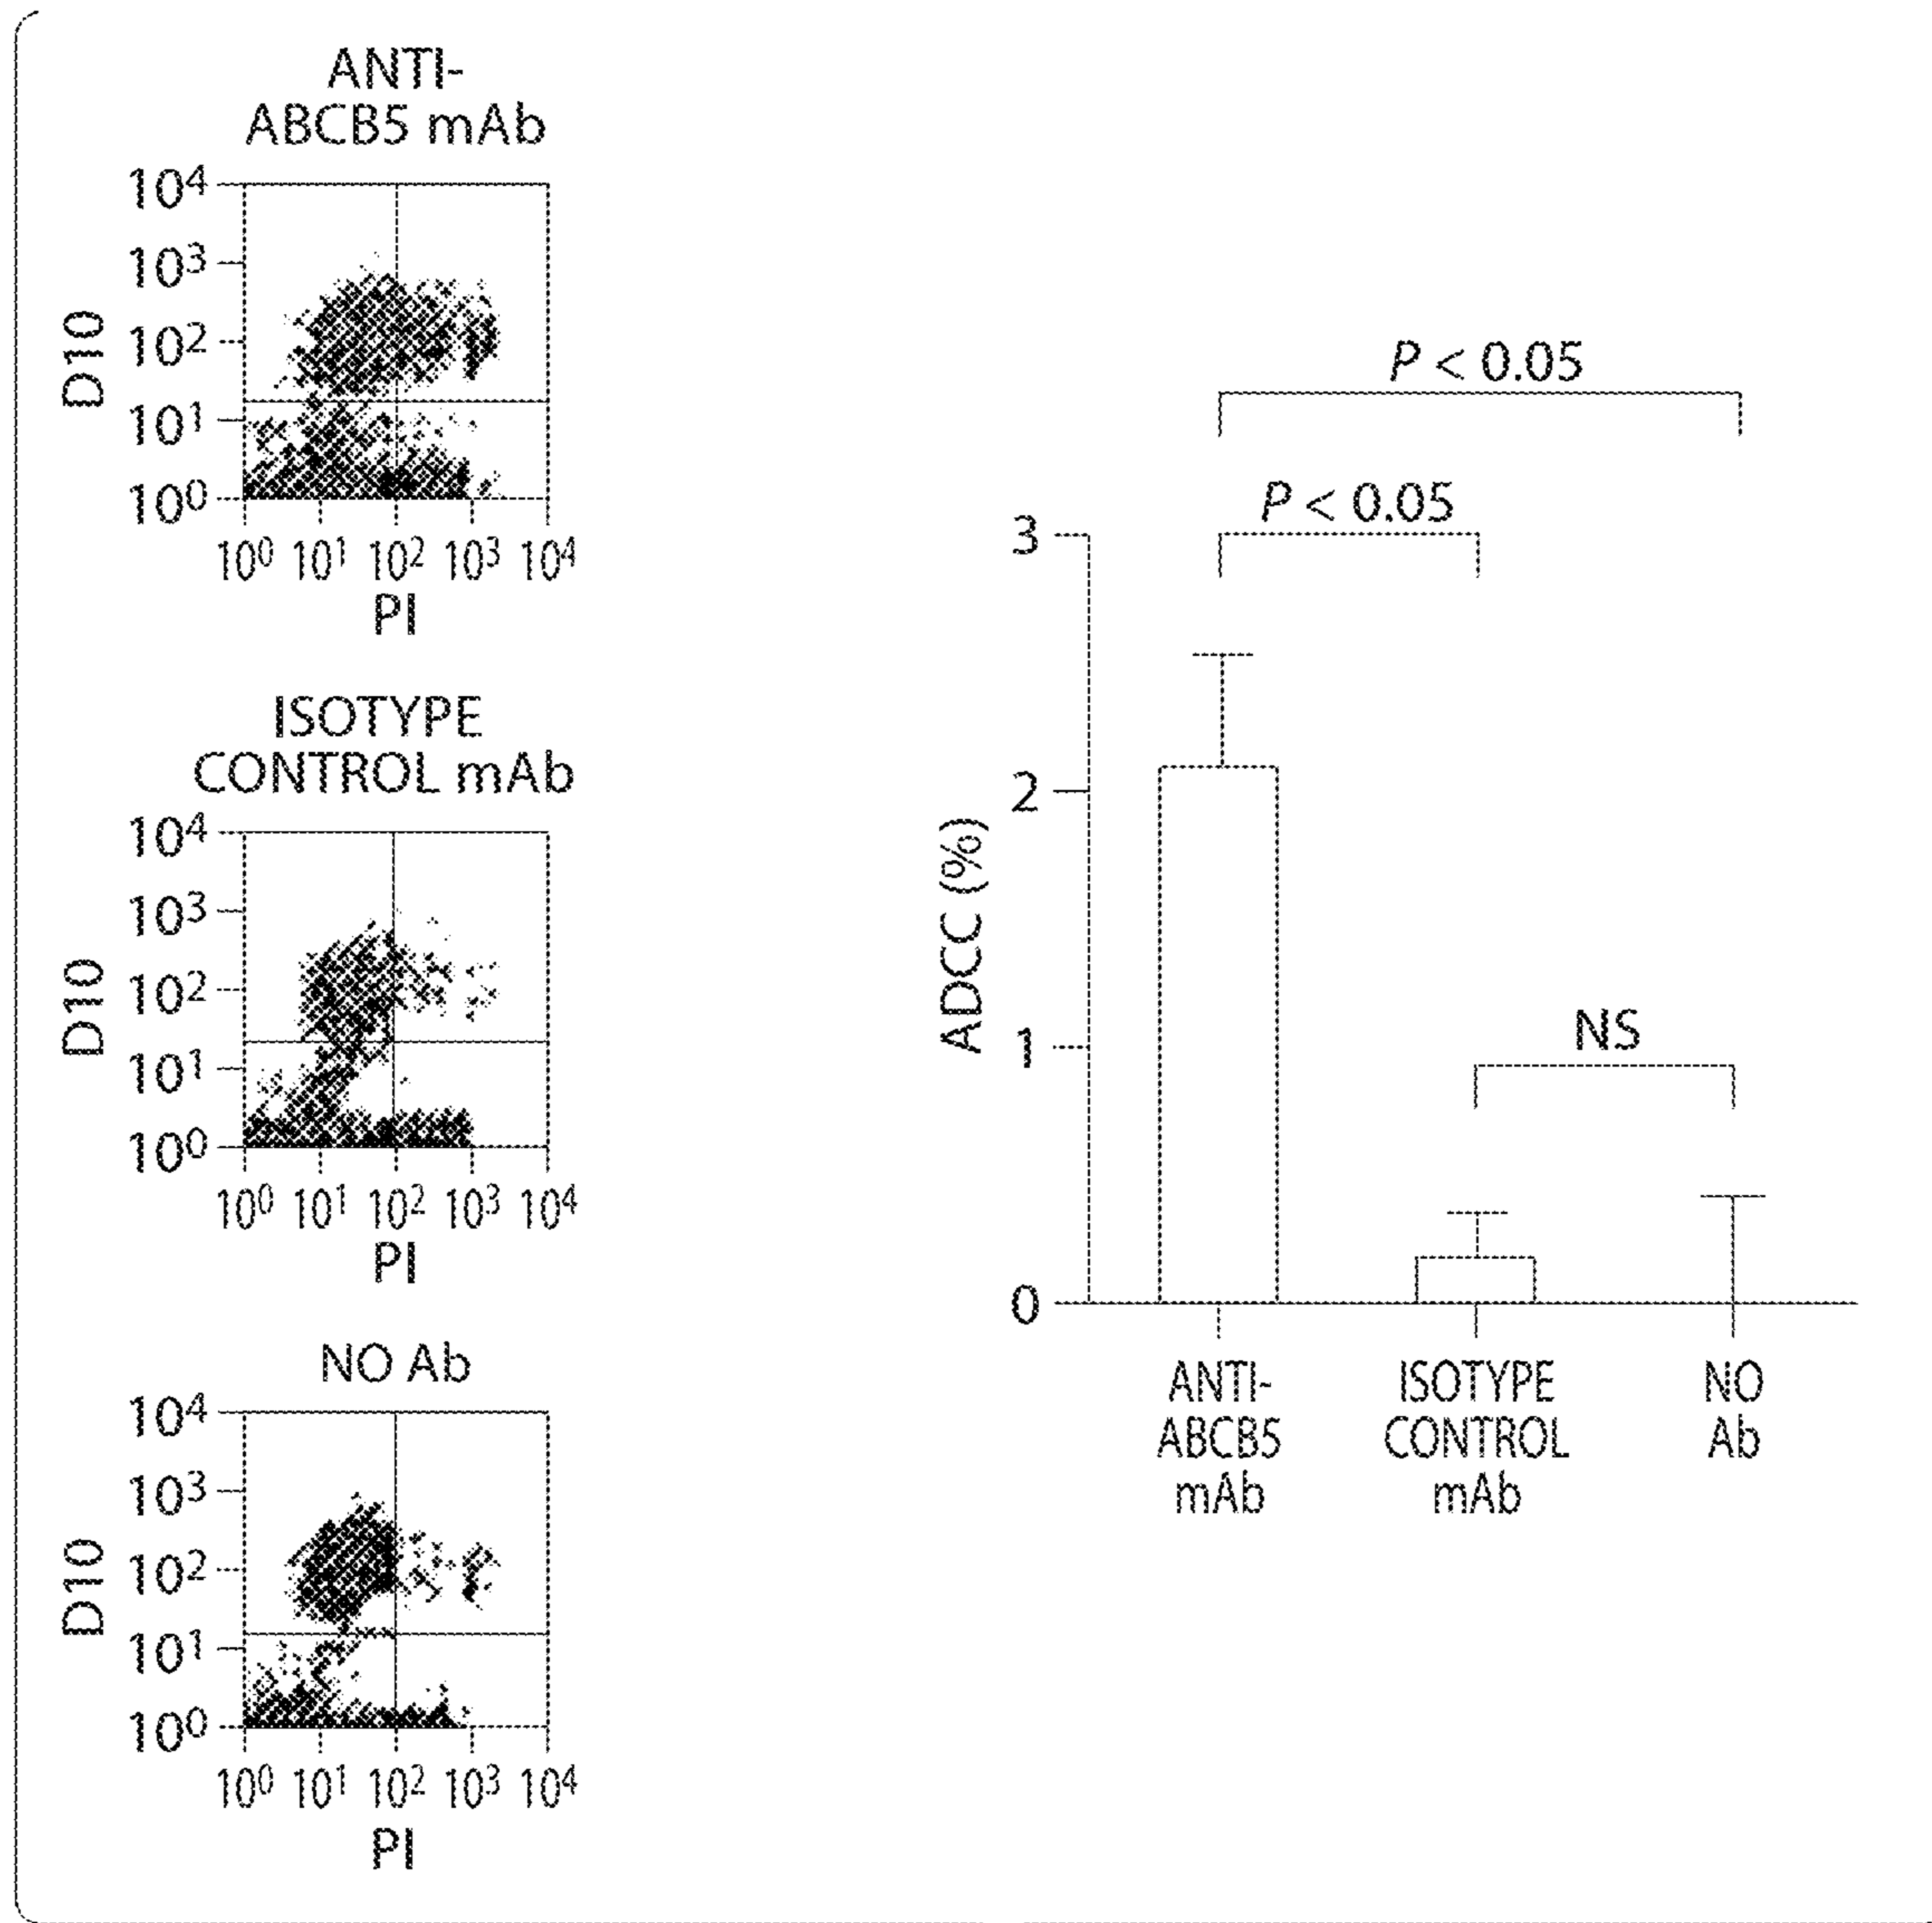 ANTI-
ABCB5 mAb
10⁴
10³
10²
10¹
10⁰
D10
10⁰ 10¹ 10² 10³ 10⁴
PI
ISOTYPE
CONTROL mAb
10⁴
10³
10²
10¹
10⁰
D10
10⁰ 10¹ 10² 10³ 10⁴
PI
NO Ab
10⁴
10³
10²
10¹
10⁰
D10
10⁰ 10¹ 10² 10³ 10⁴
PI
P < 0.05
P < 0.05
NS
3
2
1
0
ADCC (%)
ANTI-
ABCB5
mAb
ISOTYPE
CONTROL
mAb
NO
Ab